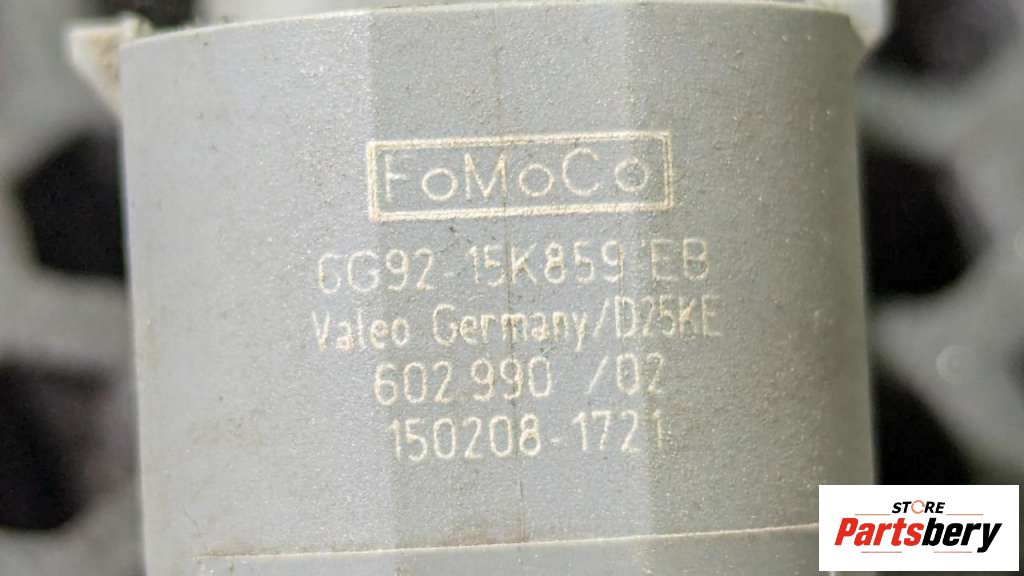 FoMoCo
6G92-15K859 EB
Valeo Germany/D25KE
602.990 /02
150208-1721
STORE
Partsbery